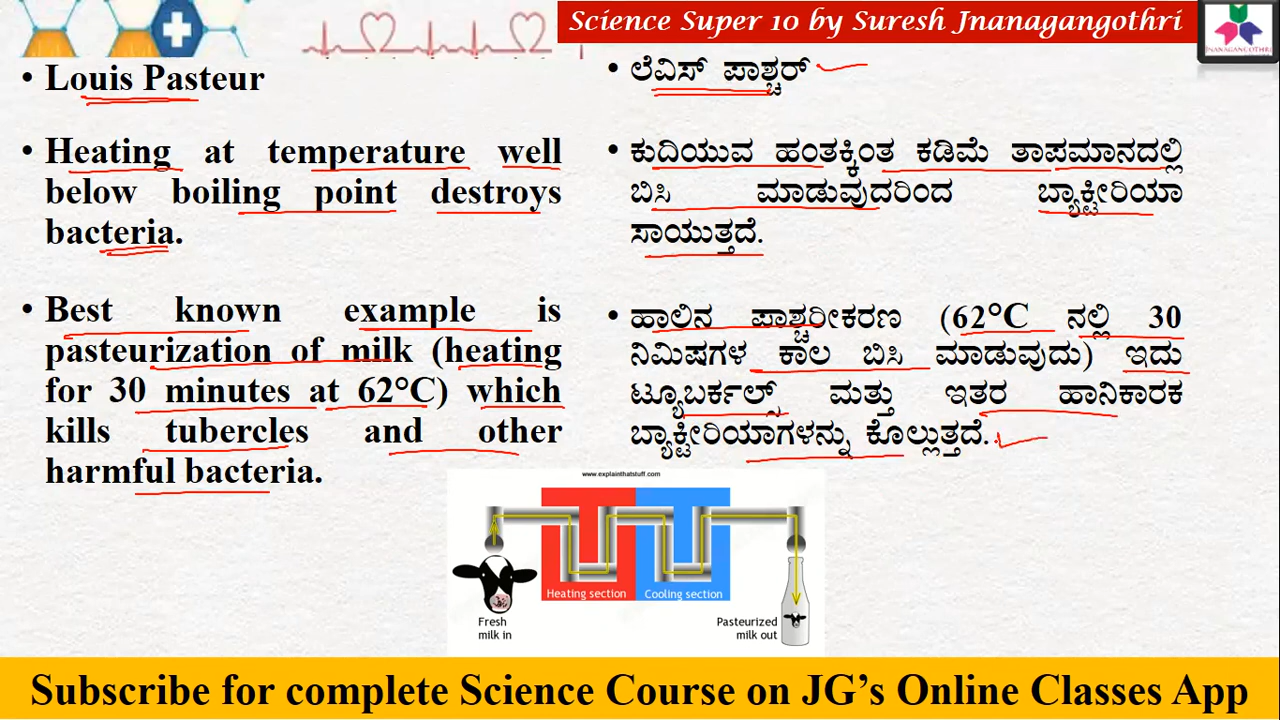 Science Super 10 by Suresh Jnanagangothri
JNANAGANGOTHRI
• Louis Pasteur
• Heating at temperature well
below boiling point destroys
bacteria.
• Best known example is
pasteurization of milk (heating
for 30 minutes at 62°C) which
kills tubercles and other
harmful bacteria.
• ಲೆವಿಸ್ ಪಾಶ್ಚರ್
• ಕುದಿಯುವ ಹಂತಕ್ಕಿಂತ ಕಡಿಮೆ ತಾಪಮಾನದಲ್ಲಿ
ಬಿಸಿ ಮಾಡುವುದರಿಂದ ಬ್ಯಾಕ್ಟೀರಿಯಾ
ಸಾಯುತ್ತದೆ.
• ಹಾಲಿನ ಪಾಶ್ಚರೀಕರಣ (62°C ನಲ್ಲಿ 30
ನಿಮಿಷಗಳ ಕಾಲ ಬಿಸಿ ಮಾಡುವುದು) ಇದು
ಟ್ಯೂಬರ್ಕಲ್ಸ್ ಮತ್ತು ಇತರ ಹಾನಿಕಾರಕ
ಬ್ಯಾಕ್ಟೀರಿಯಾಗಳನ್ನು ಕೊಲ್ಲುತ್ತದೆ.
www.explainthatstuff.com
Heating section
Cooling section
Fresh
milk in
Pasteurized
milk out
Subscribe for complete Science Course on JG's Online Classes App